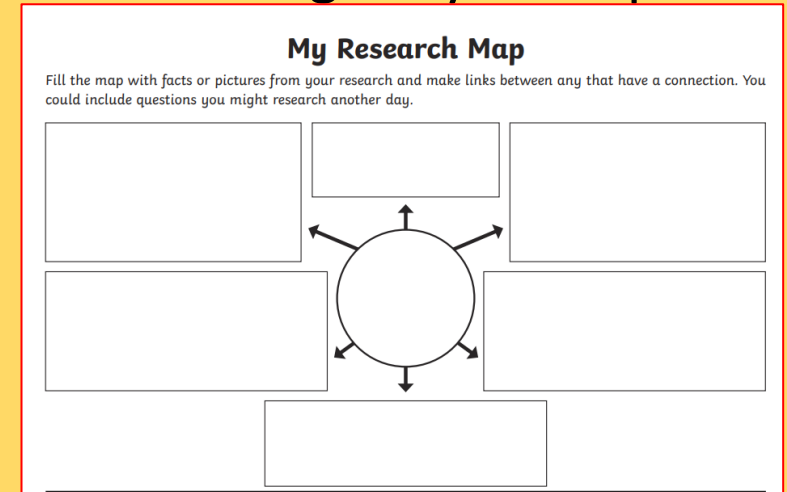 My Research Map
Fill the map with facts or pictures from your research and make links between any that have a connection. You
could include questions you might research another day.